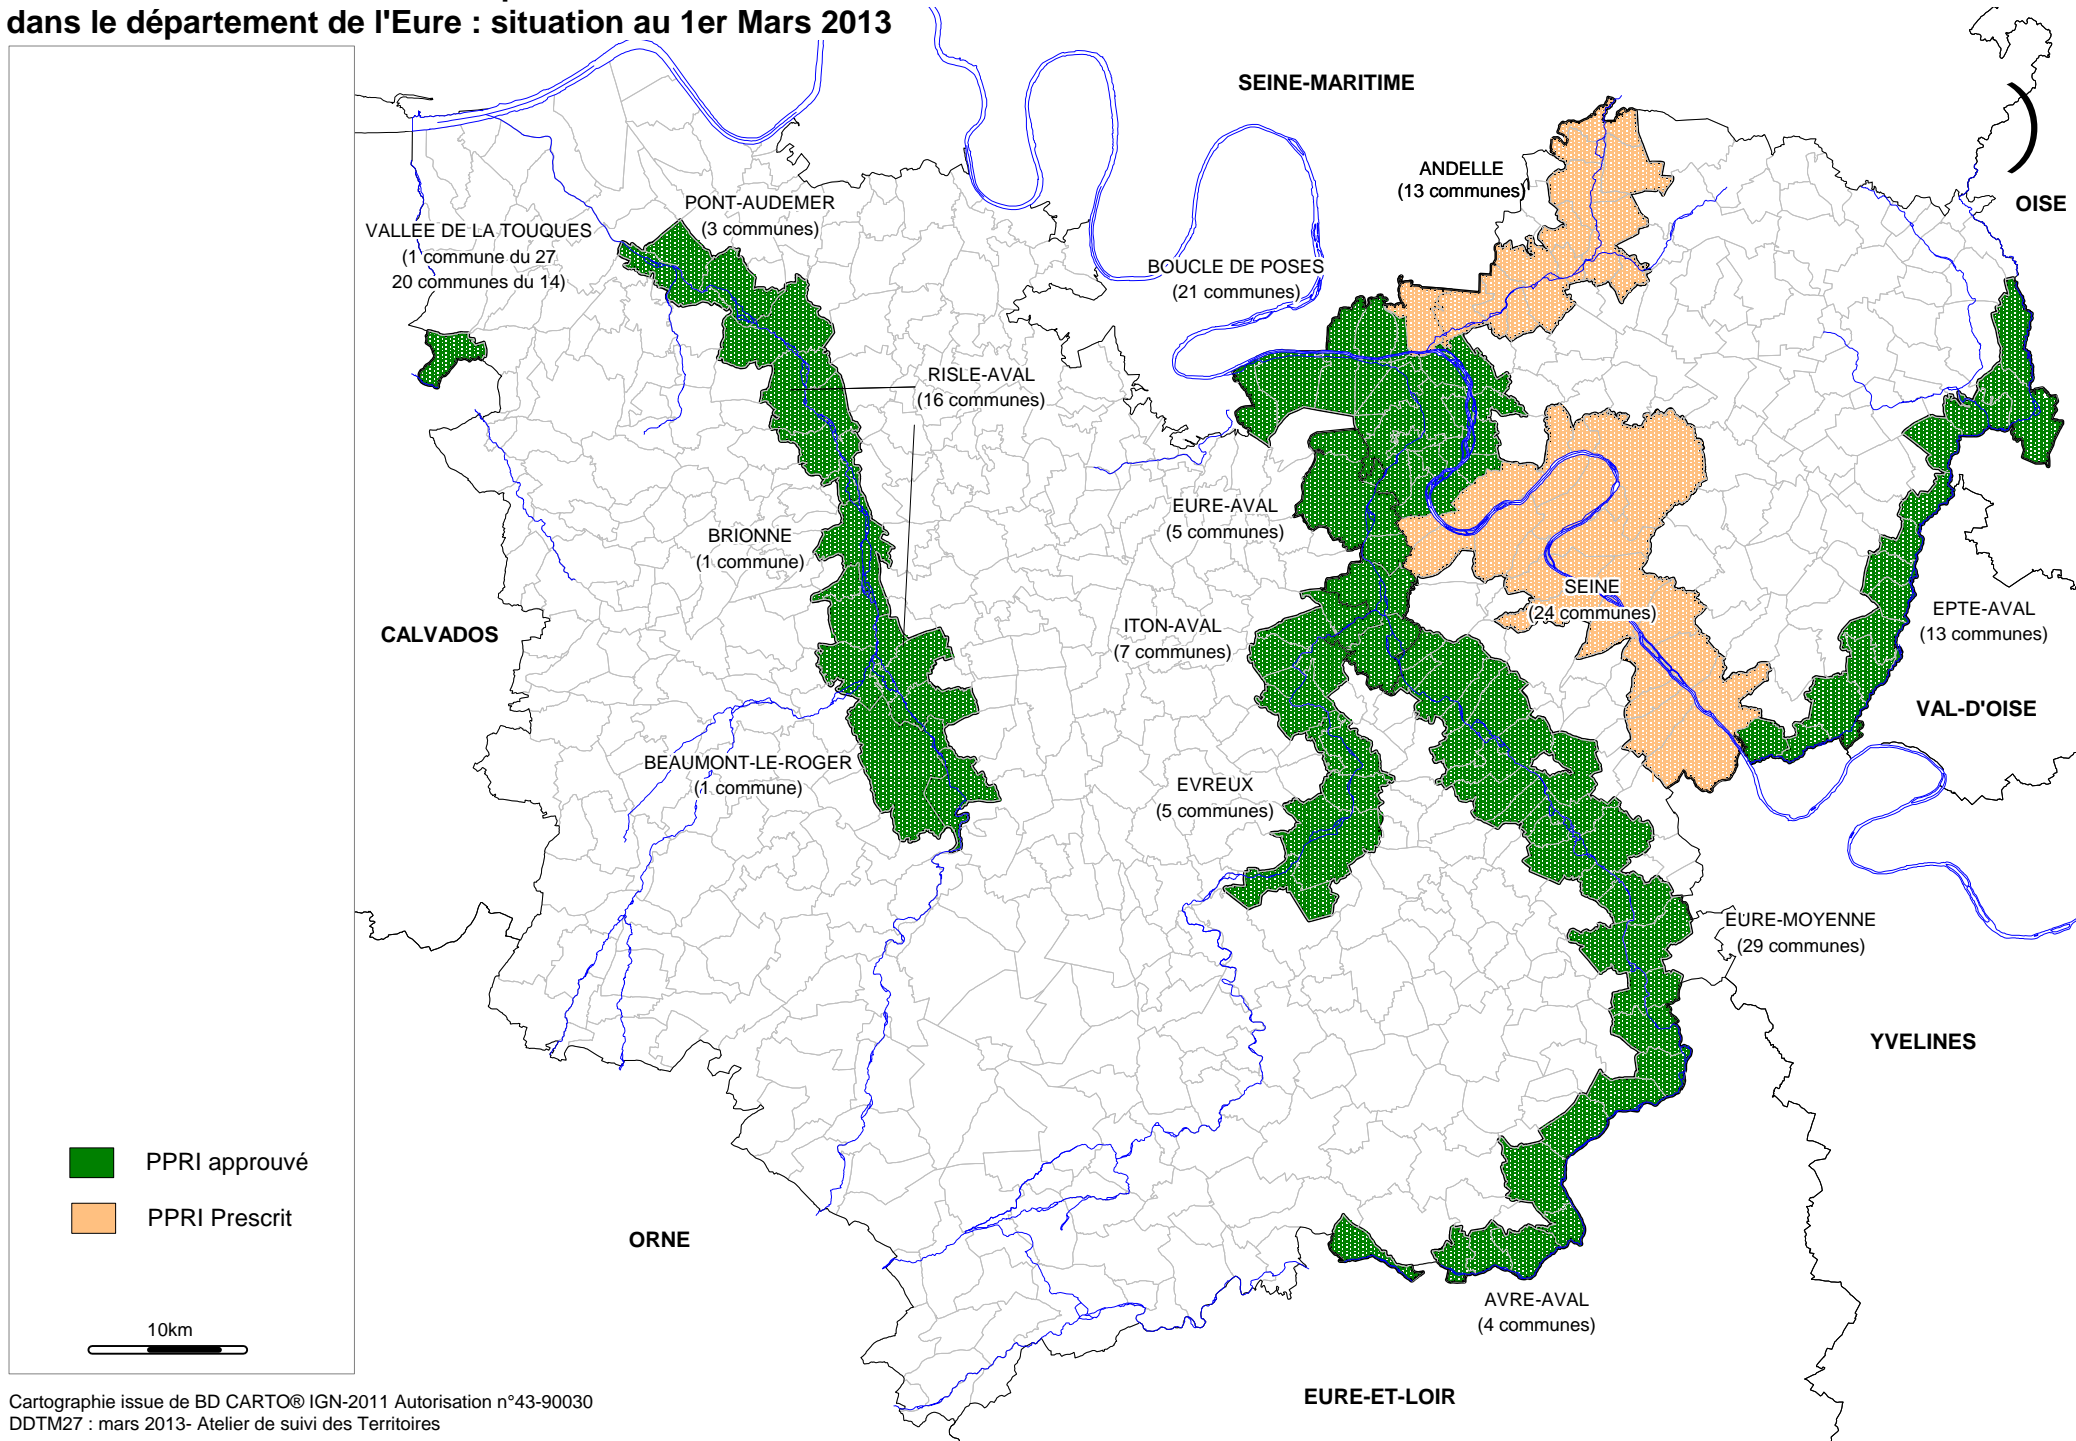 dans le département de l'Eure : situation au 1er Mars 2013
SEINE-MARITIME
ANDELLE
(13 communes)
OISE
PONT-AUDEMER
(3 communes)
VALLEE DE LA TOUQUES
(1 commune du 27
20 communes du 14)
BOUCLE DE POSES
(21 communes)
RISLE-AVAL
(16 communes)
EURE-AVAL
(5 communes)
BRIONNE
(1 commune)
SEINE
(24 communes)
EPTE-AVAL
(13 communes)
CALVADOS
ITON-AVAL
(7 communes)
VAL-D'OISE
BEAUMONT-LE-ROGER
(1 commune)
EVREUX
(5 communes)
EURE-MOYENNE
(29 communes)
YVELINES
PPRI approuvé
PPRI Prescrit
ORNE
AVRE-AVAL
(4 communes)
10km
EURE-ET-LOIR
Cartographie issue de BD CARTO® IGN-2011 Autorisation n°43-90030
DDTM27 : mars 2013- Atelier de suivi des Territoires